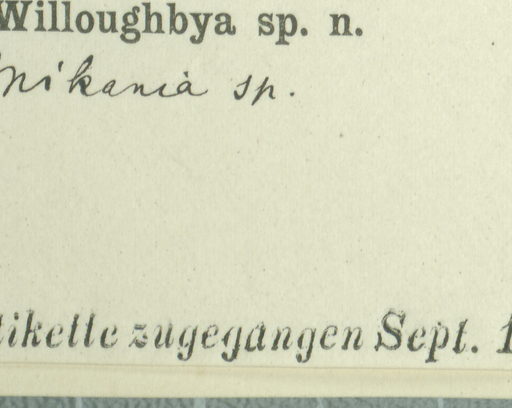 Willoughbya sp. n.
Mikania sp.
tikette zugegangen Sept. 1